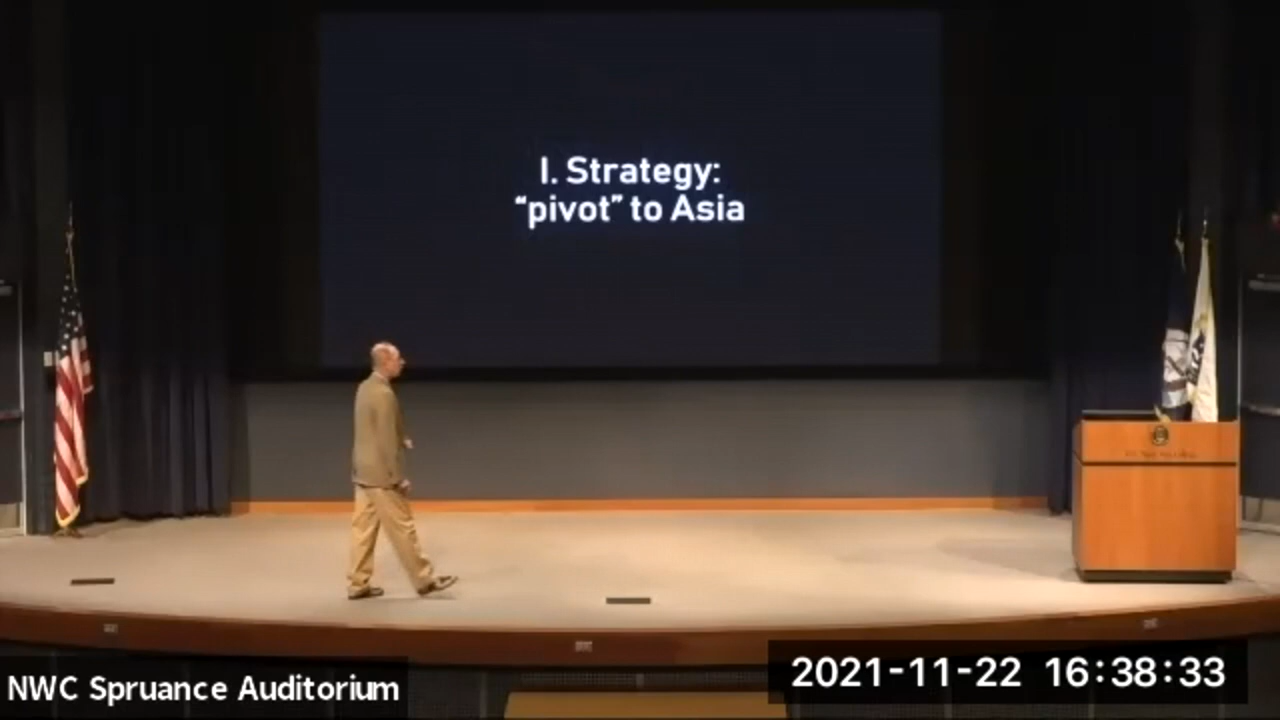 I. Strategy:
“pivot” to Asia
NWC Spruance Auditorium
2021-11-22 16:38:33